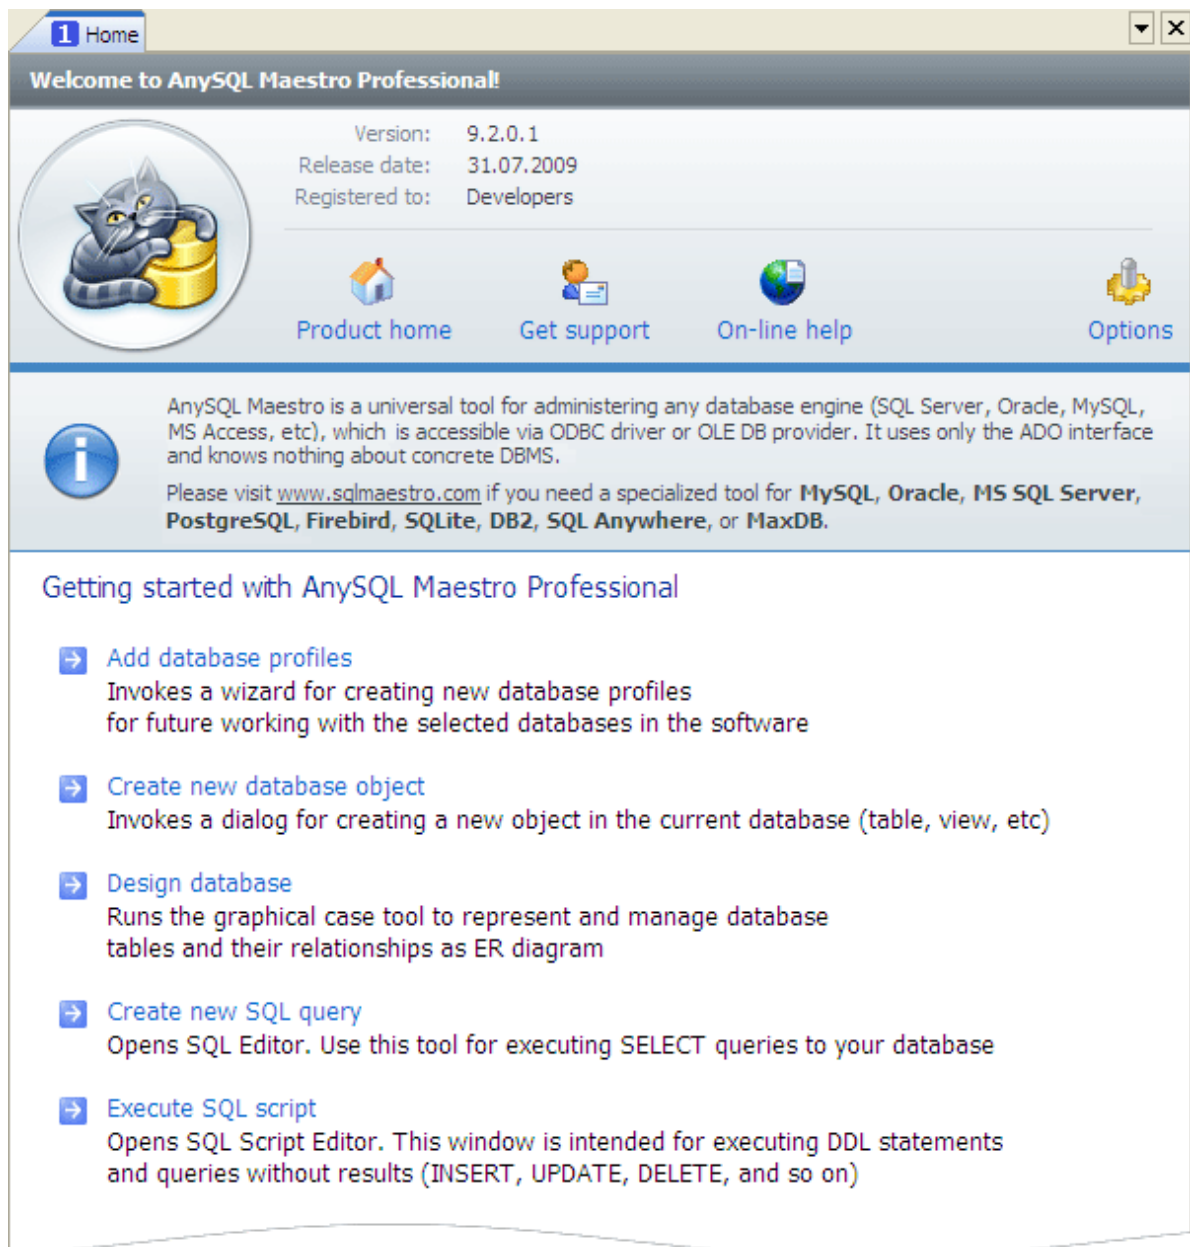 1 Home
Welcome to AnySQL Maestro Professional!
Version: 9.2.0.1
Release date: 31.07.2009
Registered to: Developers
Product home Get support On-line help Options
AnySQL Maestro is a universal tool for administering any database engine (SQL Server, Oracle, MySQL,
MS Access, etc), which is accessible via ODBC driver or OLE DB provider. It uses only the ADO interface
and knows nothing about concrete DBMS.
Please visit www.sqlmaestro.com if you need a specialized tool for MySQL, Oracle, MS SQL Server,
PostgreSQL, Firebird, SQLite, DB2, SQL Anywhere, or MaxDB.
Getting started with AnySQL Maestro Professional
Add database profiles
Invokes a wizard for creating new database profiles
for future working with the selected databases in the software
Create new database object
Invokes a dialog for creating a new object in the current database (table, view, etc)
Design database
Runs the graphical case tool to represent and manage database
tables and their relationships as ER diagram
Create new SQL query
Opens SQL Editor. Use this tool for executing SELECT queries to your database
Execute SQL script
Opens SQL Script Editor. This window is intended for executing DDL statements
and queries without results (INSERT, UPDATE, DELETE, and so on)